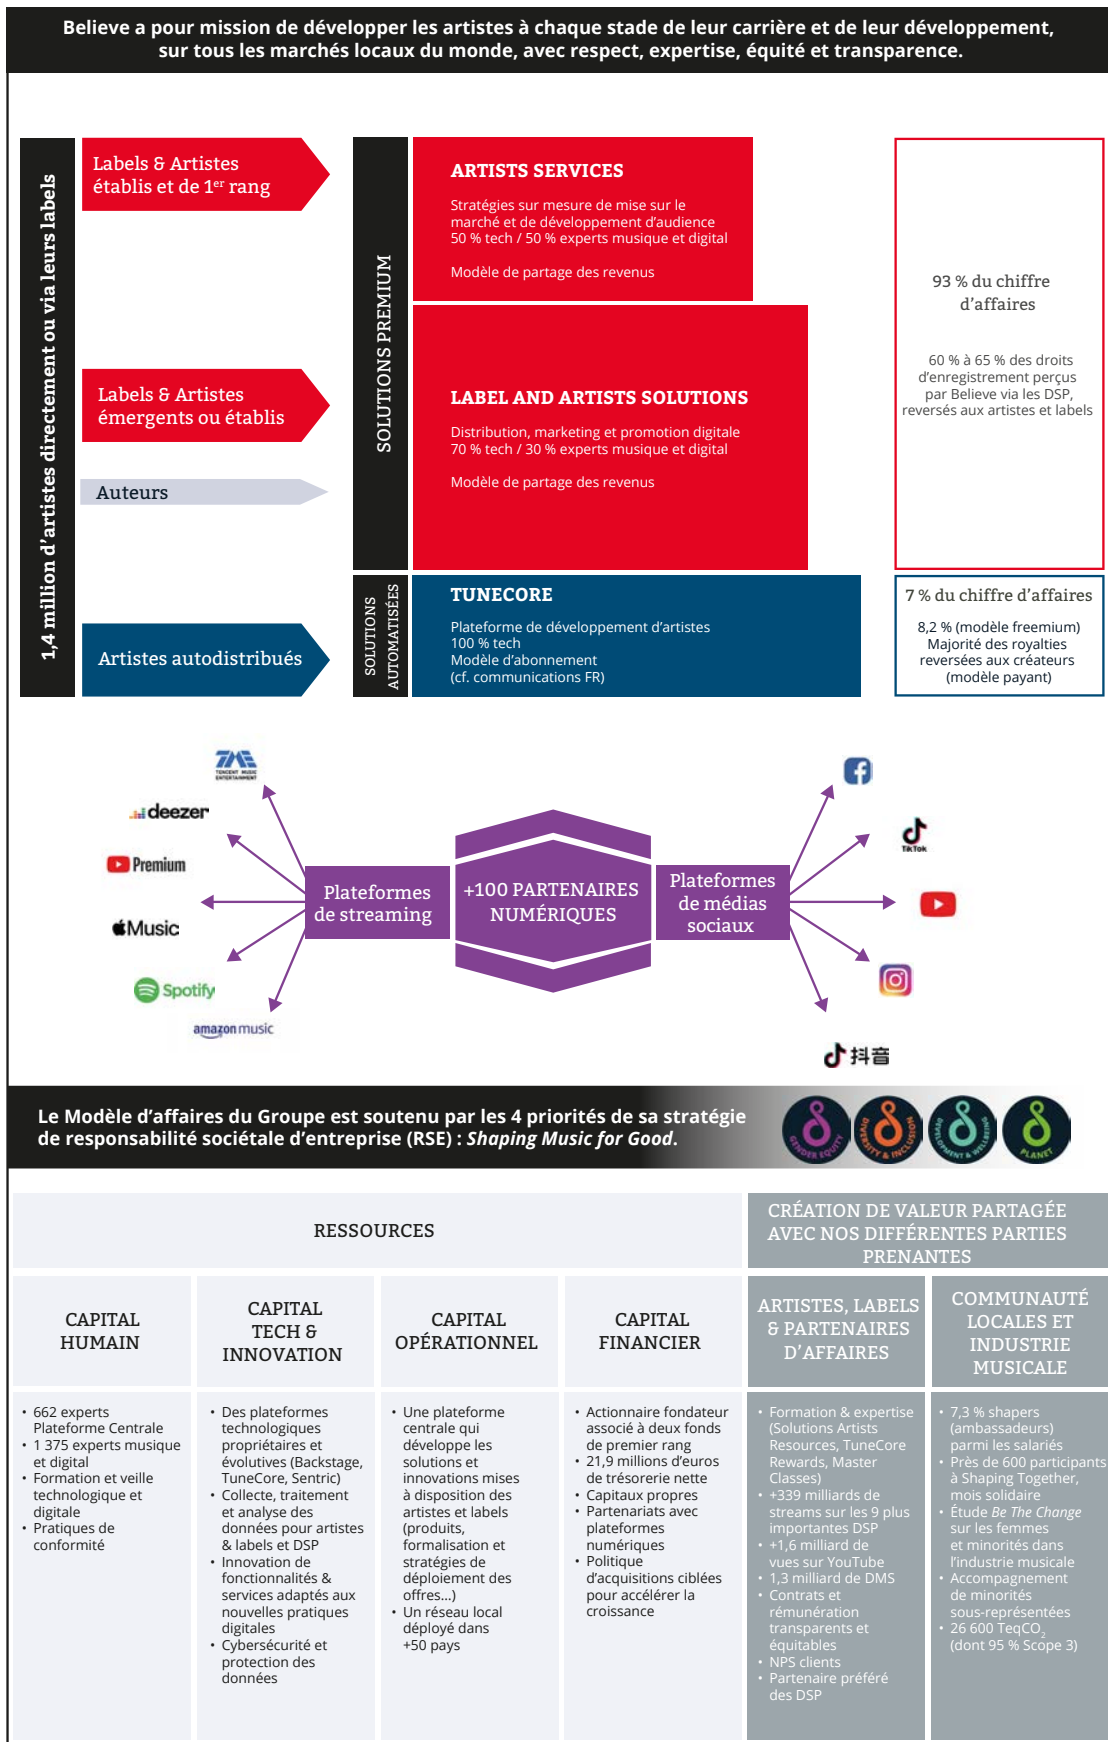 Believe a pour mission de développer les artistes à chaque stade de leur carrière et de leur développement,
sur tous les marchés locaux du monde, avec respect, expertise, équité et transparence.
1,4 million d'artistes directement ou via leurs labels
Labels & Artistes
établis et de 1er rang
Labels & Artistes
émergents ou établis
Auteurs
Artistes autodistribués
SOLUTIONS PREMIUM
ARTISTS SERVICES
Stratégies sur mesure de mise sur le
marché et de développement d'audience
50 % tech / 50 % experts musique et digital
Modèle de partage des revenus
LABEL AND ARTISTS SOLUTIONS
Distribution, marketing et promotion digitale
70 % tech / 30 % experts musique et digital
Modèle de partage des revenus
SOLUTIONS
AUTOMATISÉES
TUNECORE
Plateforme de développement d'artistes
100 % tech
Modèle d'abonnement
(cf. communications FR)
93 % du chiffre
d'affaires
60 % à 65 % des droits
d'enregistrement perçus
par Believe via les DSP,
reversés aux artistes et labels
7 % du chiffre d'affaires
8,2 % (modèle freemium)
Majorité des royalties
reversées aux créateurs
(modèle payant)
TENCENT MUSIC
ENTERTAINMENT
deezer
Premium
Music
Spotify
amazon music
Plateformes
de streaming
+100 PARTENAIRES
NUMÉRIQUES
Plateformes
de médias
sociaux
TikTok
抖音
Le Modèle d'affaires du Groupe est soutenu par les 4 priorités de sa stratégie
de responsabilité sociétale d'entreprise (RSE) : Shaping Music for Good.
GENDER EQUITY
DIVERSITY & INCLUSION
DEVELOPMENT & WELLBEING
PLANET
RESSOURCES
CRÉATION DE VALEUR PARTAGÉE
AVEC NOS DIFFÉRENTES PARTIES
PRENANTES
CAPITAL
HUMAIN
• 662 experts
Plateforme Centrale
• 1 375 experts musique
et digital
• Formation et veille
technologique et
digitale
• Pratiques de
conformité
CAPITAL
TECH &
INNOVATION
• Des plateformes
technologiques
propriétaires et
évolutives (Backstage,
TuneCore, Sentric)
• Collecte, traitement
et analyse des
données pour artistes
& labels et DSP
• Innovation de
fonctionnalités &
services adaptés aux
nouvelles pratiques
digitales
• Cybersécurité et
protection des
données
CAPITAL
OPÉRATIONNEL
• Une plateforme
centrale qui
développe les
solutions et
innovations mises
à disposition des
artistes et labels
(produits,
formalisation et
stratégies de
déploiement des
offres…)
• Un réseau local
déployé dans
+50 pays
CAPITAL
FINANCIER
• Actionnaire fondateur
associé à deux fonds
de premier rang
• 21,9 millions d'euros
de trésorerie nette
• Capitaux propres
• Partenariats avec
plateformes
numériques
• Politique
d'acquisitions ciblées
pour accélérer la
croissance
ARTISTES, LABELS
& PARTENAIRES
D'AFFAIRES
• Formation & expertise
(Solutions Artists
Resources, TuneCore
Rewards, Master
Classes)
• +339 milliards de
streams sur les 9 plus
importantes DSP
• +1,6 milliard de
vues sur YouTube
• 1,3 milliard de DMS
• Contrats et
rémunération
transparents et
équitables
• NPS clients
• Partenaire préféré
des DSP
COMMUNAUTÉ
LOCALES ET
INDUSTRIE
MUSICALE
• 7,3 % shapers
(ambassadeurs)
parmi les salariés
• Près de 600 participants
à Shaping Together,
mois solidaire
• Étude Be The Change
sur les femmes
et minorités dans
l'industrie musicale
• Accompagnement
de minorités
sous-représentées
• 26 600 TeqCO2
(dont 95 % Scope 3)